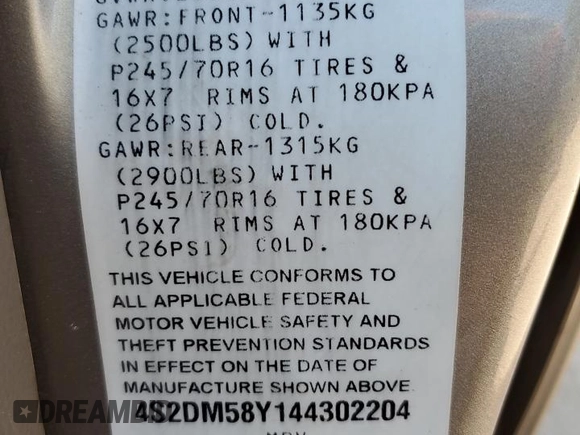 GAWR:FRONT-1135KG
(2500LBS) WITH
P245/70R16 TIRES &
16X7 RIMS AT 180KPA
(26PSI) COLD.
GAWR:REAR-1315KG
(2900LBS) WITH
P245/70R16 TIRES &
16X7 RIMS AT 180KPA
(26PSI) COLD.
THIS VEHICLE CONFORMS TO
ALL APPLICABLE FEDERAL
MOTOR VEHICLE SAFETY AND
THEFT PREVENTION STANDARDS
IN EFFECT ON THE DATE OF
MANUFACTURE SHOWN ABOVE.
4S2DM58Y144302204